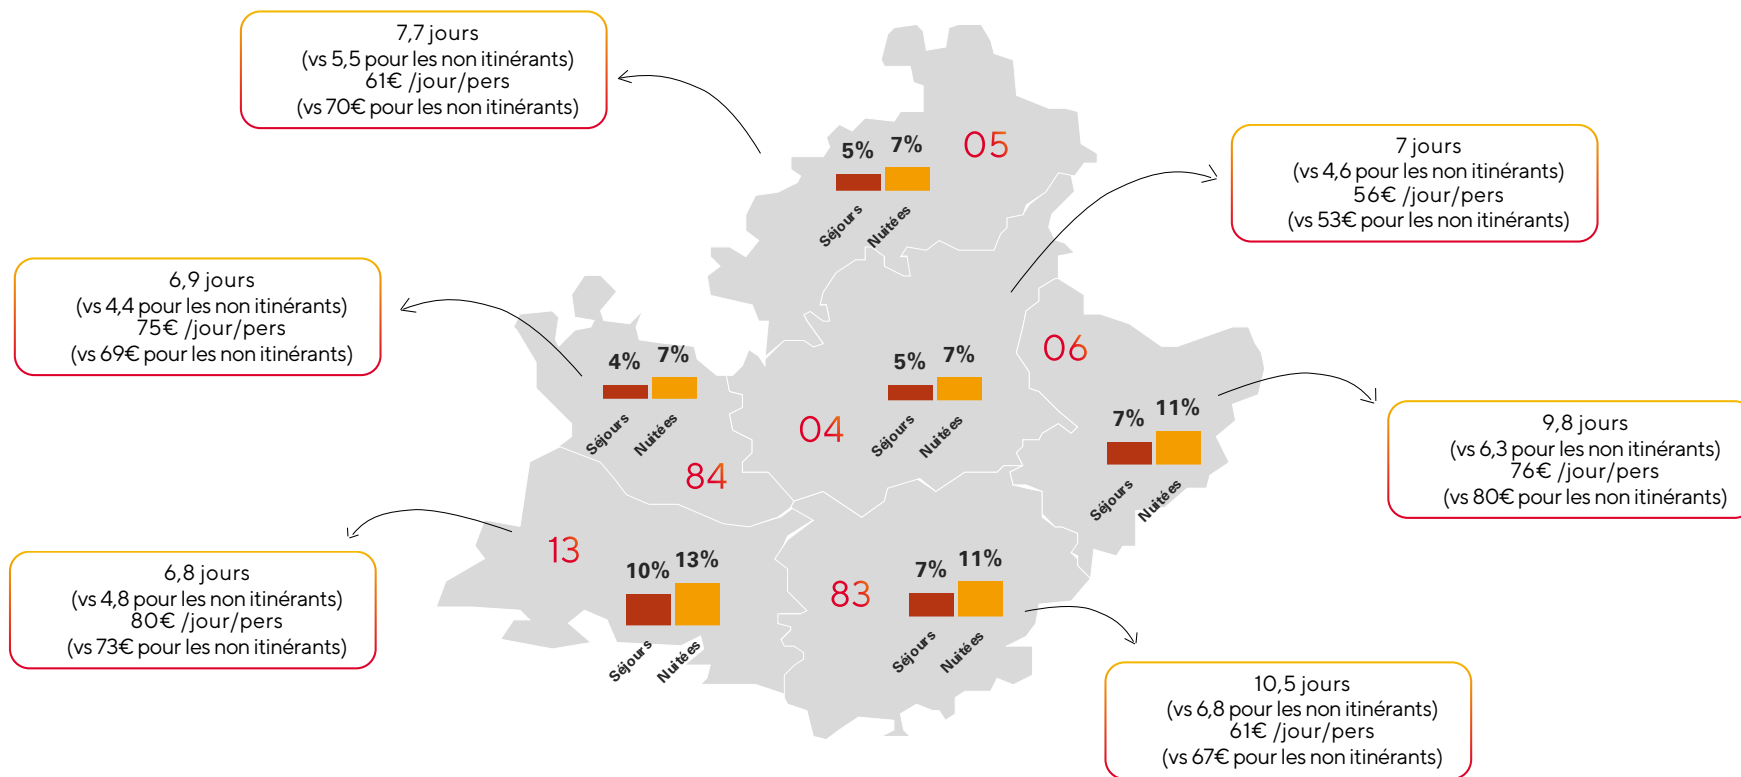 7,7 jours
(vs 5,5 pour les non itinérants)
61€ /jour/pers
(vs 70€ pour les non itinérants)
05
5% 7%
Séjours Nuitées
7 jours
(vs 4,6 pour les non itinérants)
56€ /jour/pers
(vs 53€ pour les non itinérants)
6,9 jours
(vs 4,4 pour les non itinérants)
75€ /jour/pers
(vs 69€ pour les non itinérants)
4% 7%
Séjours Nuitées
84
5% 7%
Séjours Nuitées
04
06
7% 11%
Séjours Nuitées
9,8 jours
(vs 6,3 pour les non itinérants)
76€ /jour/pers
(vs 80€ pour les non itinérants)
6,8 jours
(vs 4,8 pour les non itinérants)
80€ /jour/pers
(vs 73€ pour les non itinérants)
13
10% 13%
Séjours Nuitées
83
7% 11%
Séjours Nuitées
10,5 jours
(vs 6,8 pour les non itinérants)
61€ /jour/pers
(vs 67€ pour les non itinérants)